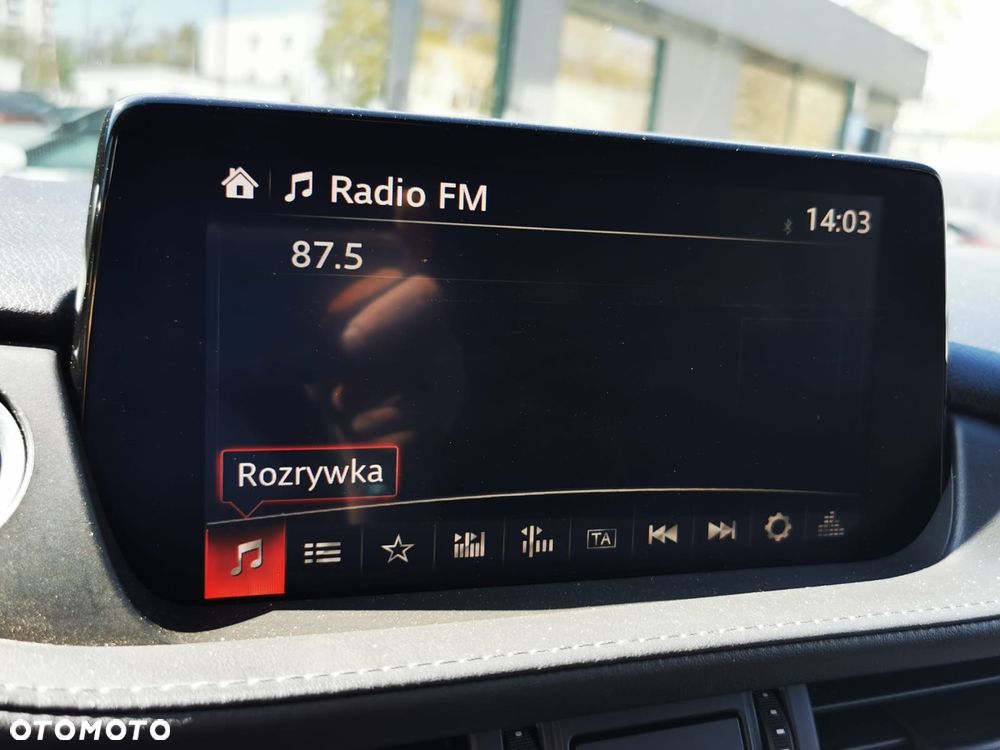 Radio FM
14:03
87.5
Rozrywka
TA
OTOMOTO